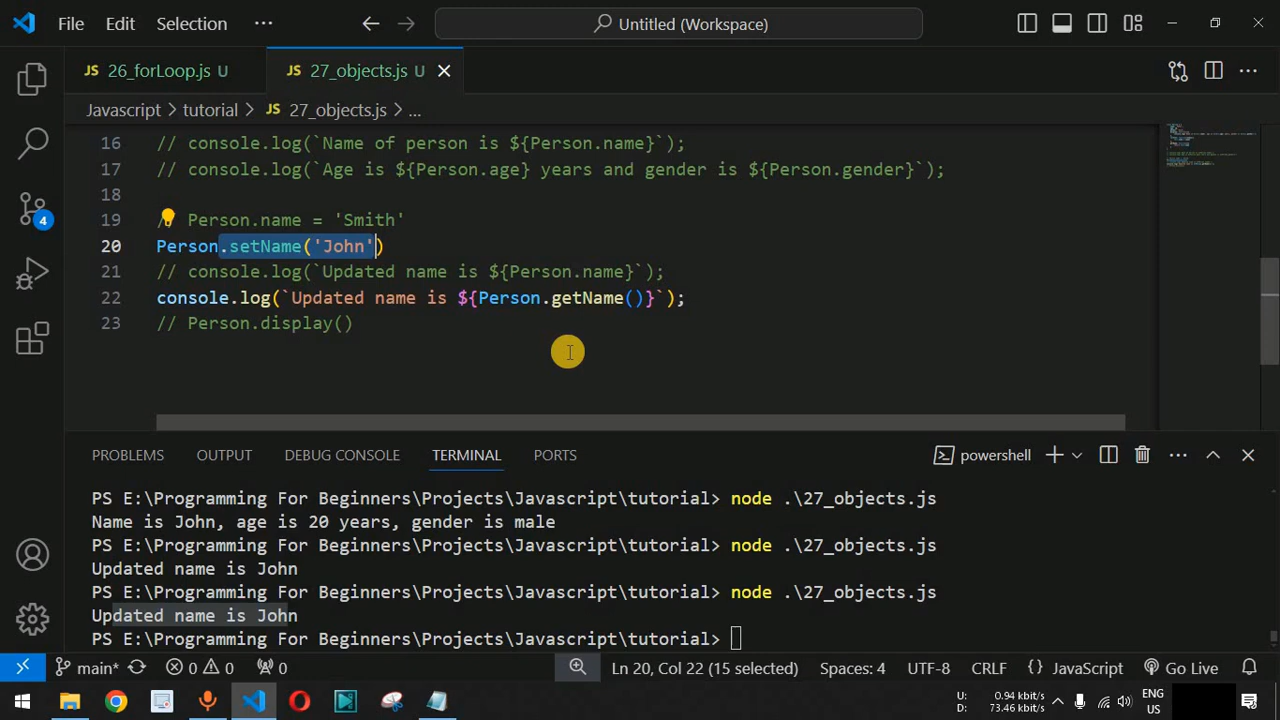 File Edit Selection ··· Untitled (Workspace)
JS 26_forLoop.js U JS 27_objects.js U
Javascript > tutorial > JS 27_objects.js > ...
16 // console.log(`Name of person is ${Person.name}`);
17 // console.log(`Age is ${Person.age} years and gender is ${Person.gender}`);
18
19 / Person.name = 'Smith'
20 Person.setName('John')
21 // console.log(`Updated name is ${Person.name}`);
22 console.log(`Updated name is ${Person.getName()}`);
23 // Person.display()
4
PROBLEMS OUTPUT DEBUG CONSOLE TERMINAL PORTS powershell
PS E:\Programming For Beginners\Projects\Javascript\tutorial> node .\27_objects.js
Name is John, age is 20 years, gender is male
PS E:\Programming For Beginners\Projects\Javascript\tutorial> node .\27_objects.js
Updated name is John
PS E:\Programming For Beginners\Projects\Javascript\tutorial> node .\27_objects.js
Updated name is John
PS E:\Programming For Beginners\Projects\Javascript\tutorial>
main* 0 0 0 Ln 20, Col 22 (15 selected) Spaces: 4 UTF-8 CRLF {} JavaScript Go Live
U: 0.94 kbit/s ENG
D: 73.46 kbit/s US